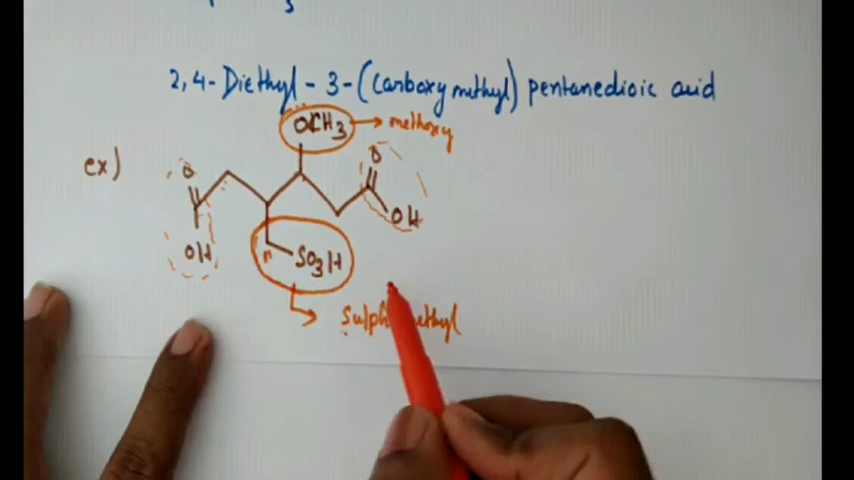 2,4-Diethyl-3-(carboxymethyl) pentanedioic acid
OCH3 methoxy
ex) O O
OH OH
SO3H